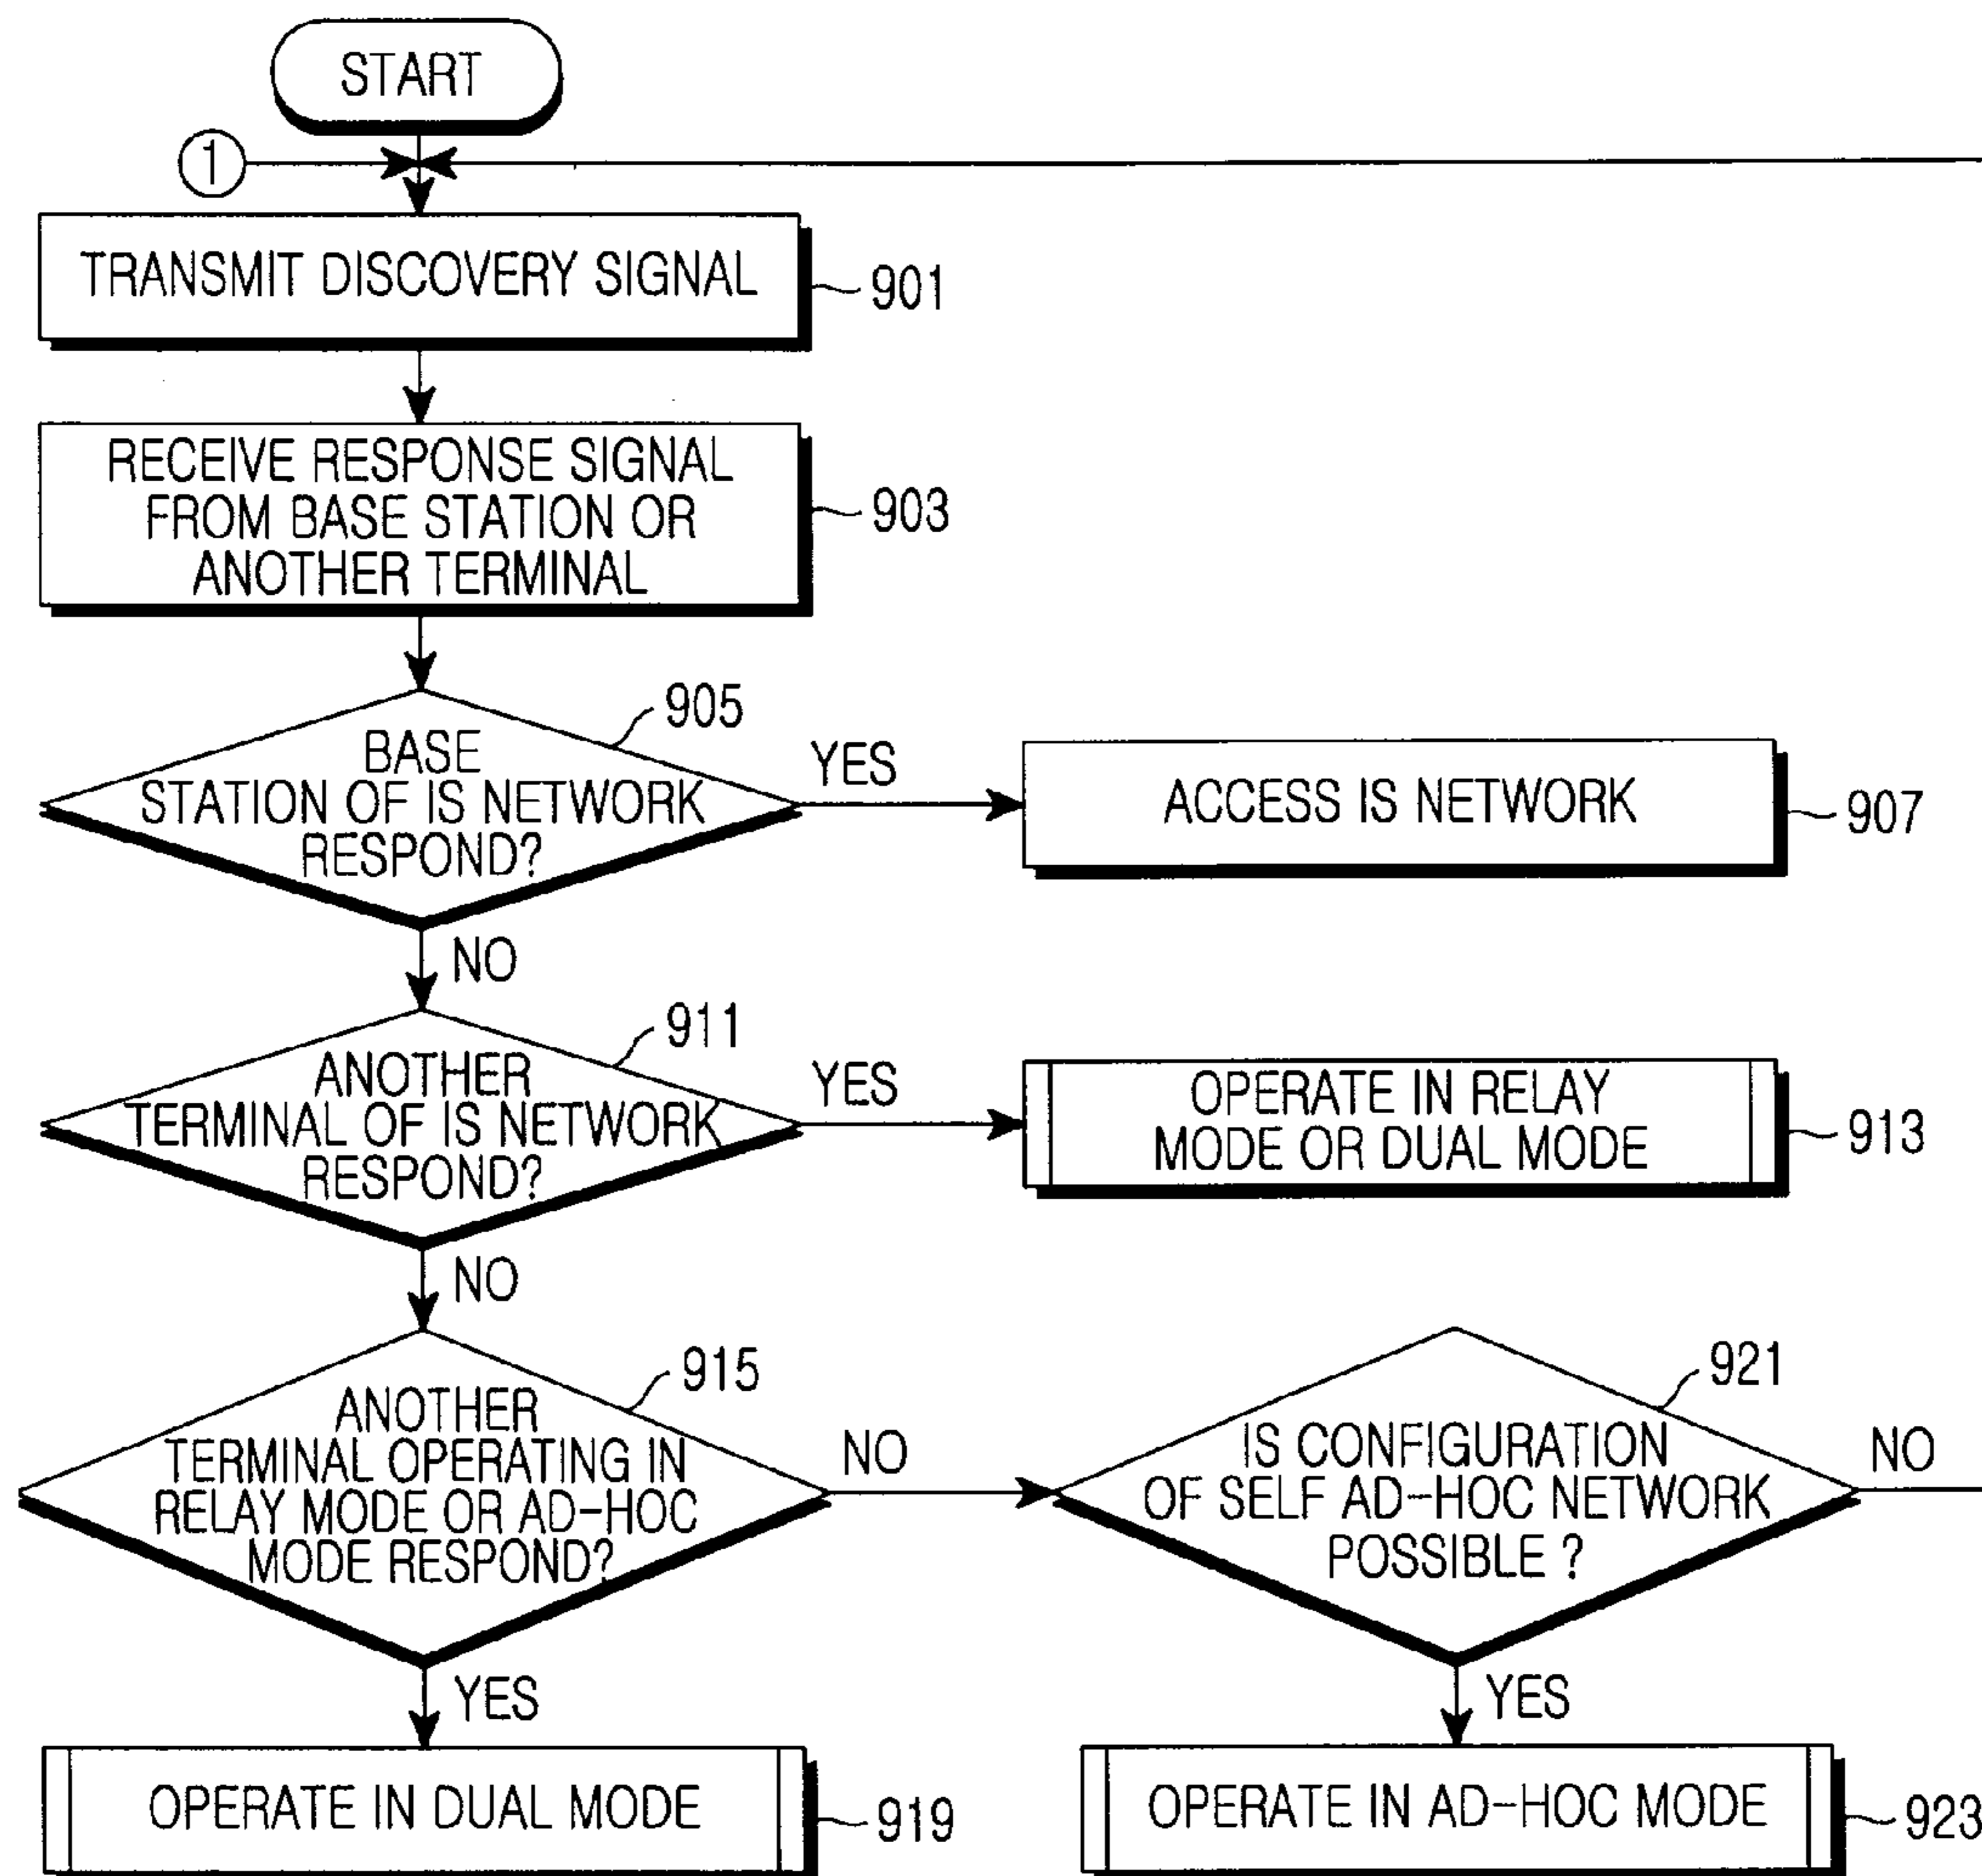 START
1
TRANSMIT DISCOVERY SIGNAL
901
RECEIVE RESPONSE SIGNAL
FROM BASE STATION OR
ANOTHER TERMINAL
903
905
BASE
STATION OF IS NETWORK
RESPOND?
YES
ACCESS IS NETWORK
907
NO
911
ANOTHER
TERMINAL OF IS NETWORK
RESPOND?
YES
OPERATE IN RELAY
MODE OR DUAL MODE
913
NO
915
ANOTHER
TERMINAL OPERATING IN
RELAY MODE OR AD-HOC
MODE RESPOND?
NO
921
IS CONFIGURATION
OF SELF AD-HOC NETWORK
POSSIBLE ?
NO
YES
OPERATE IN DUAL MODE
919
YES
OPERATE IN AD-HOC MODE
923